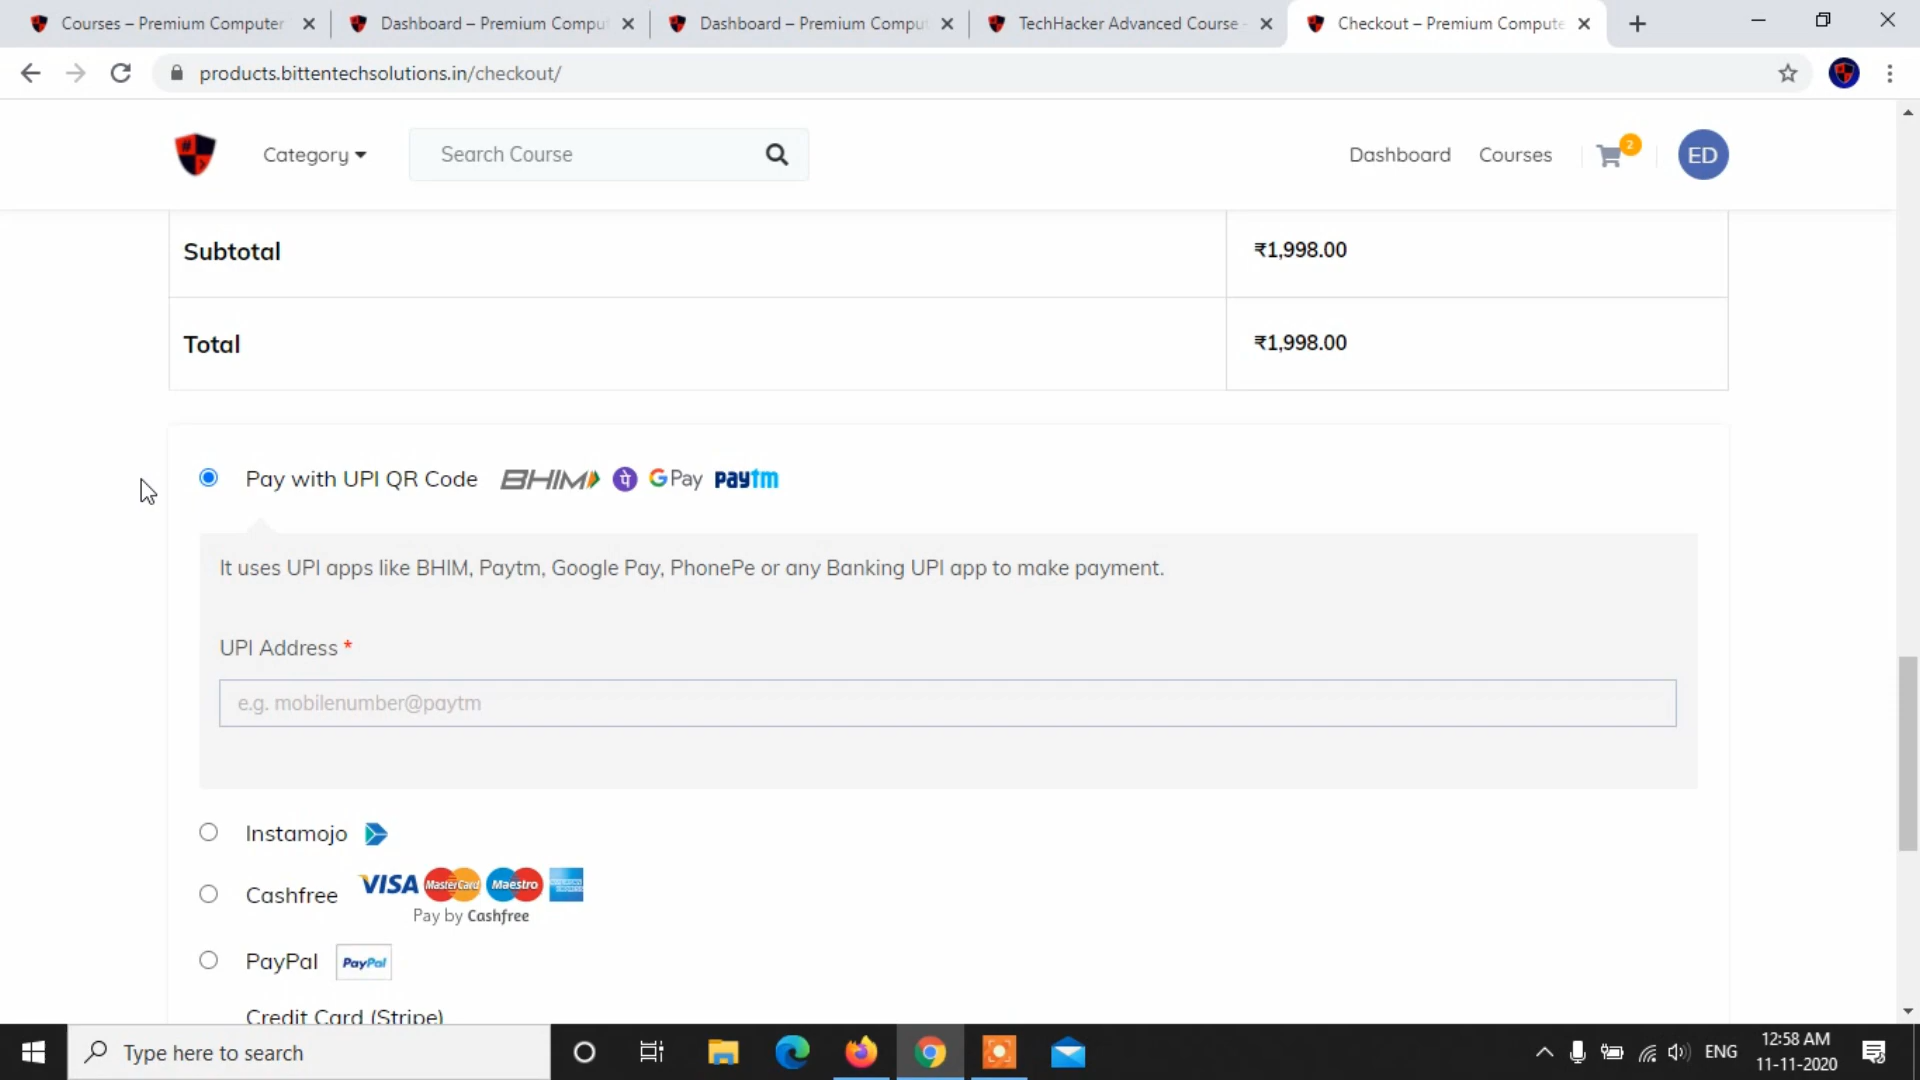 Courses – Premium Computer
Dashboard – Premium Comput
Dashboard – Premium Comput
TechHacker Advanced Course -
Checkout – Premium Compute
products.bittentechsolutions.in/checkout/
Category
Search Course
Dashboard
Courses
2
ED
Subtotal
₹1,998.00
Total
₹1,998.00
Pay with UPI QR Code
BHIM
पे
G Pay
paytm
It uses UPI apps like BHIM, Paytm, Google Pay, PhonePe or any Banking UPI app to make payment.
UPI Address *
e.g. mobilenumber@paytm
Instamojo
Cashfree
VISA
MasterCard
Maestro
Pay by Cashfree
PayPal
PayPal
Credit Card (Stripe)
Type here to search
ENG
12:58 AM
11-11-2020